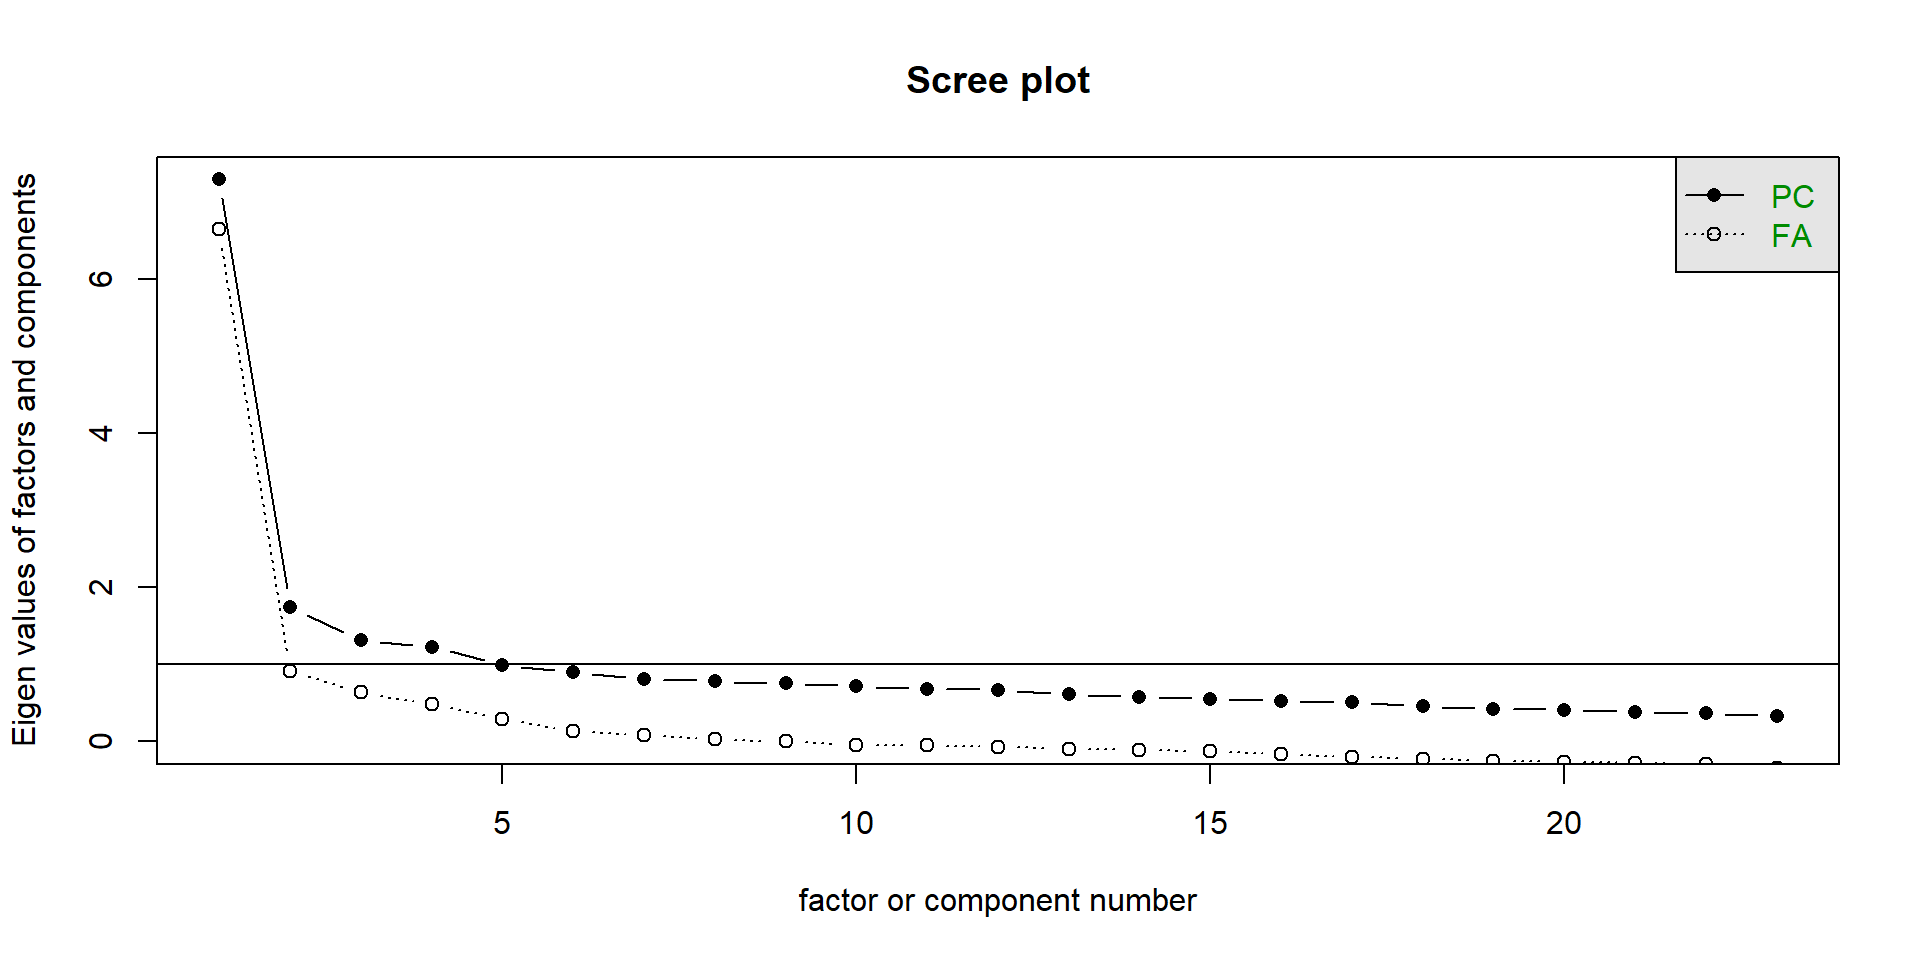 Scree plot
Eigen values of factors and components
6
4
2
0
PC
FA
5
10
15
20
factor or component number